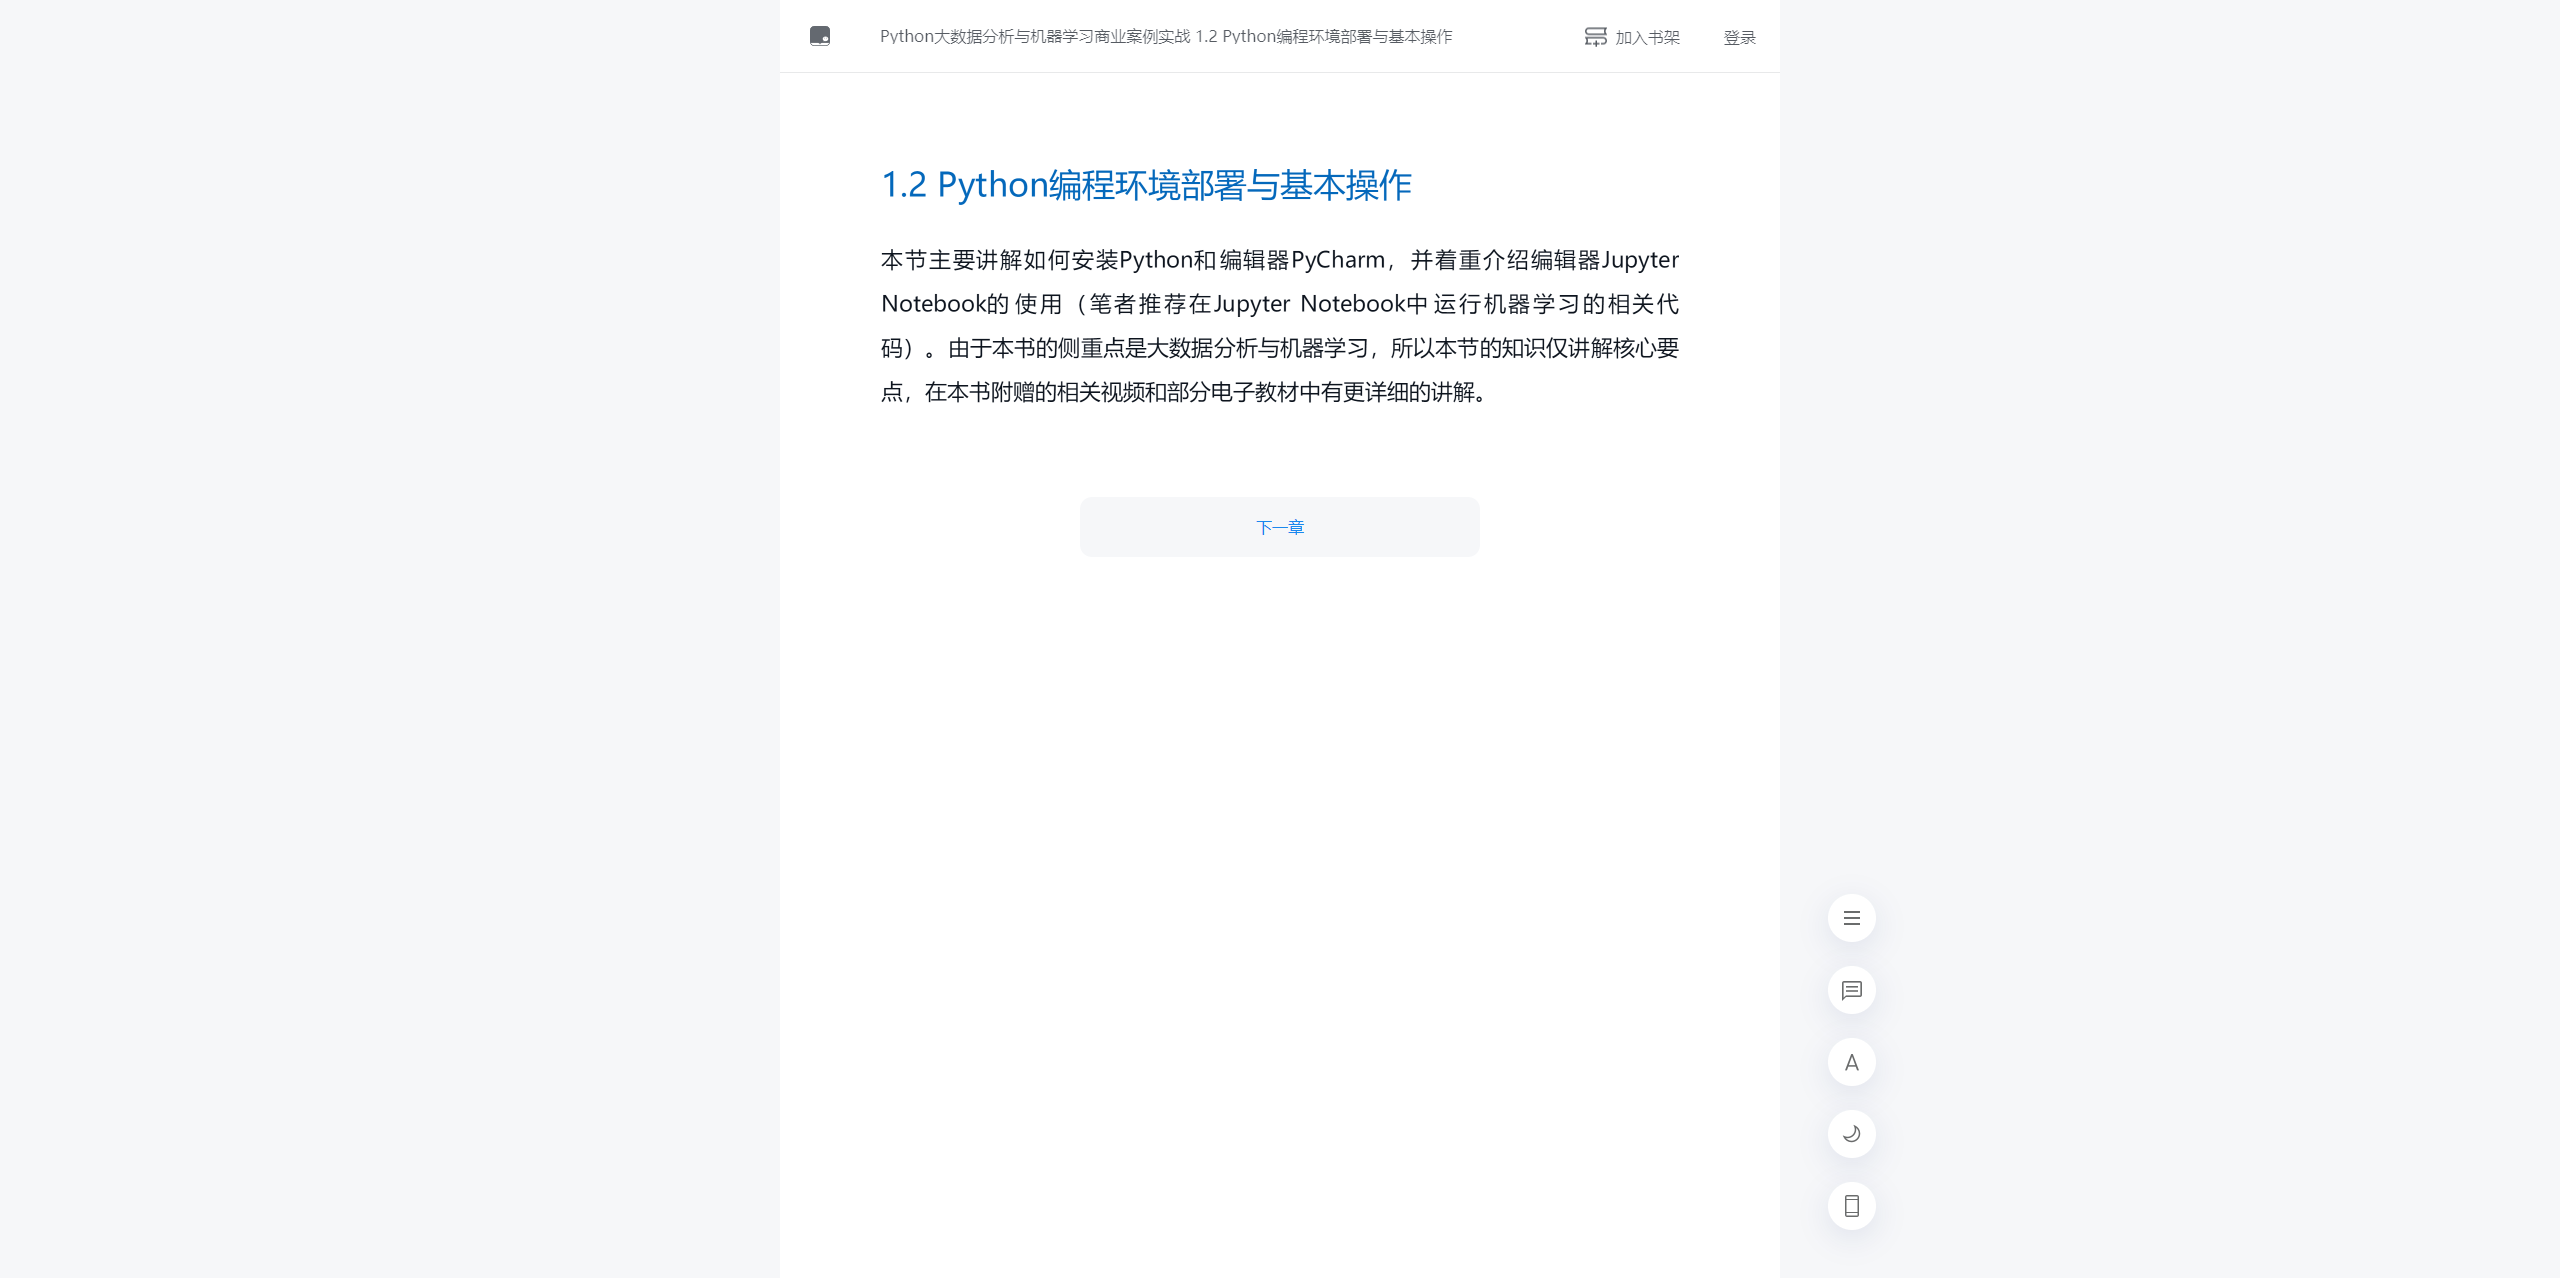 Python大数据分析与机器学习商业案例实战 1.2 Python编程环境部署与基本操作
加入书架
登录
1.2 Python编程环境部署与基本操作
本节主要讲解如何安装Python和编辑器PyCharm，并着重介绍编辑器Jupyter
Notebook的使用（笔者推荐在Jupyter Notebook中运行机器学习的相关代
码）。由于本书的侧重点是大数据分析与机器学习，所以本节的知识仅讲解核心要
点，在本书附赠的相关视频和部分电子教材中有更详细的讲解。
下一章
A